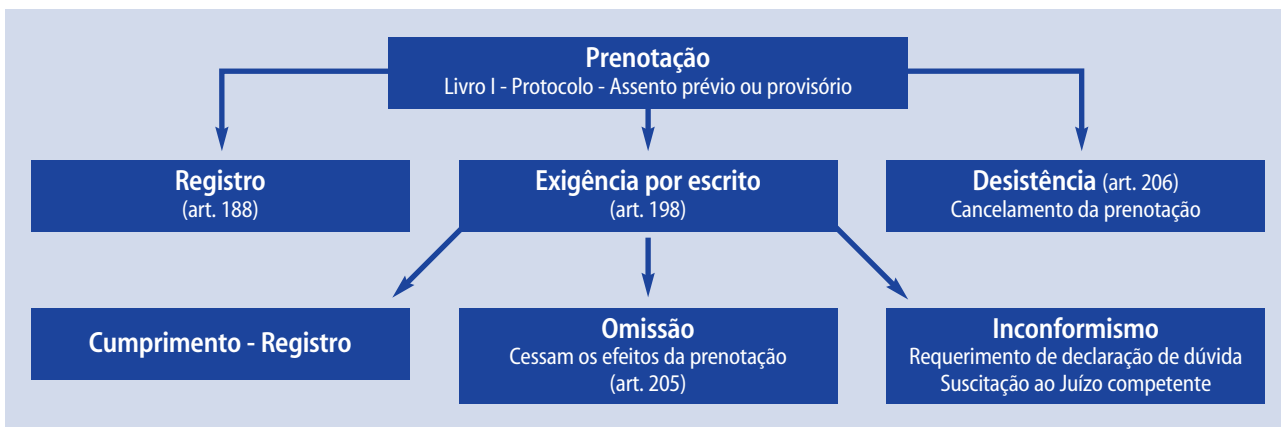 Prenotação
Livro I - Protocolo - Assento prévio ou provisório
Registro
(art. 188)
Exigência por escrito
(art. 198)
Desistência (art. 206)
Cancelamento da prenotação
Cumprimento - Registro
Omissão
Cessam os efeitos da prenotação
(art. 205)
Inconformismo
Requerimento de declaração de dúvida
Suscitação ao Juízo competente